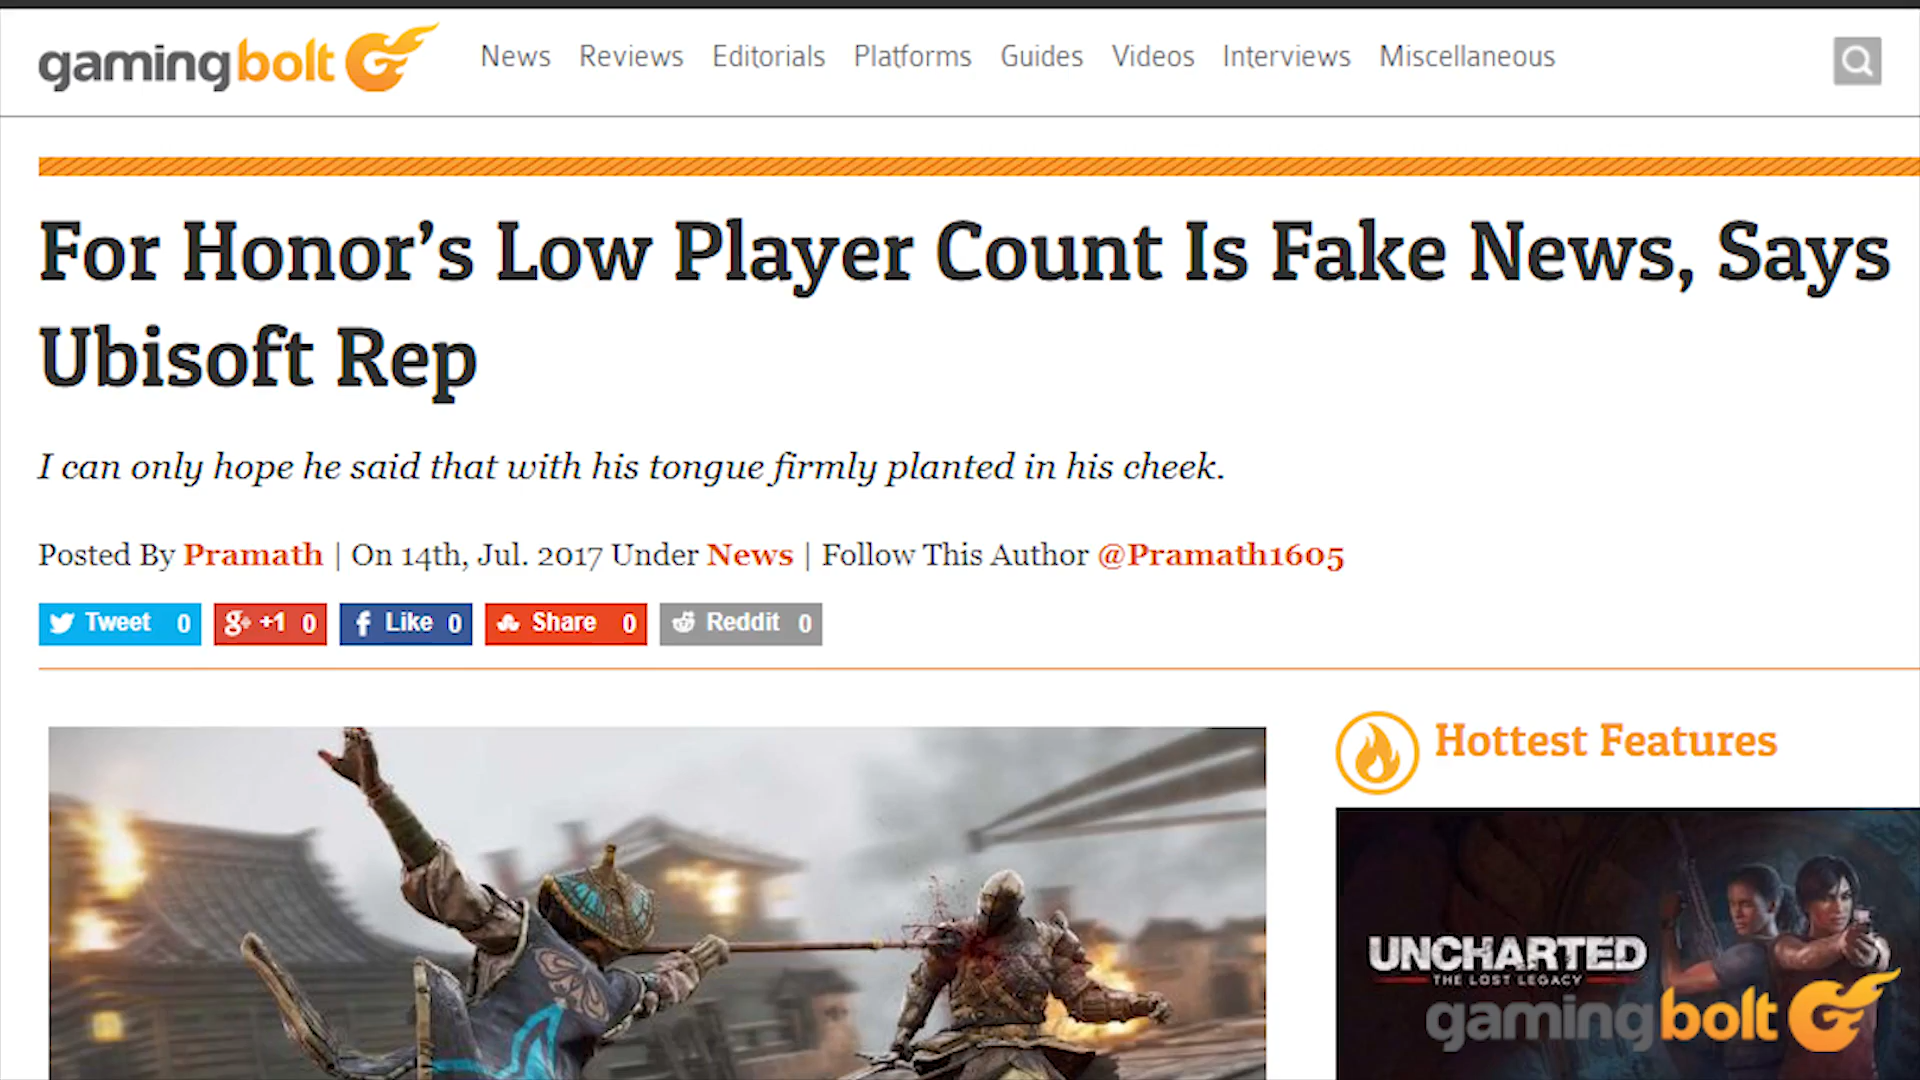 gamingbolt
News Reviews Editorials Platforms Guides Videos Interviews Miscellaneous
For Honor’s Low Player Count Is Fake News, Says
Ubisoft Rep
I can only hope he said that with his tongue firmly planted in his cheek.
Posted By Pramath | On 14th, Jul. 2017 Under News | Follow This Author @Pramath1605
Tweet 0 g+ +1 0 Like 0 Share 0 Reddit 0
Hottest Features
UNCHARTED
THE LOST LEGACY
gamingbolt